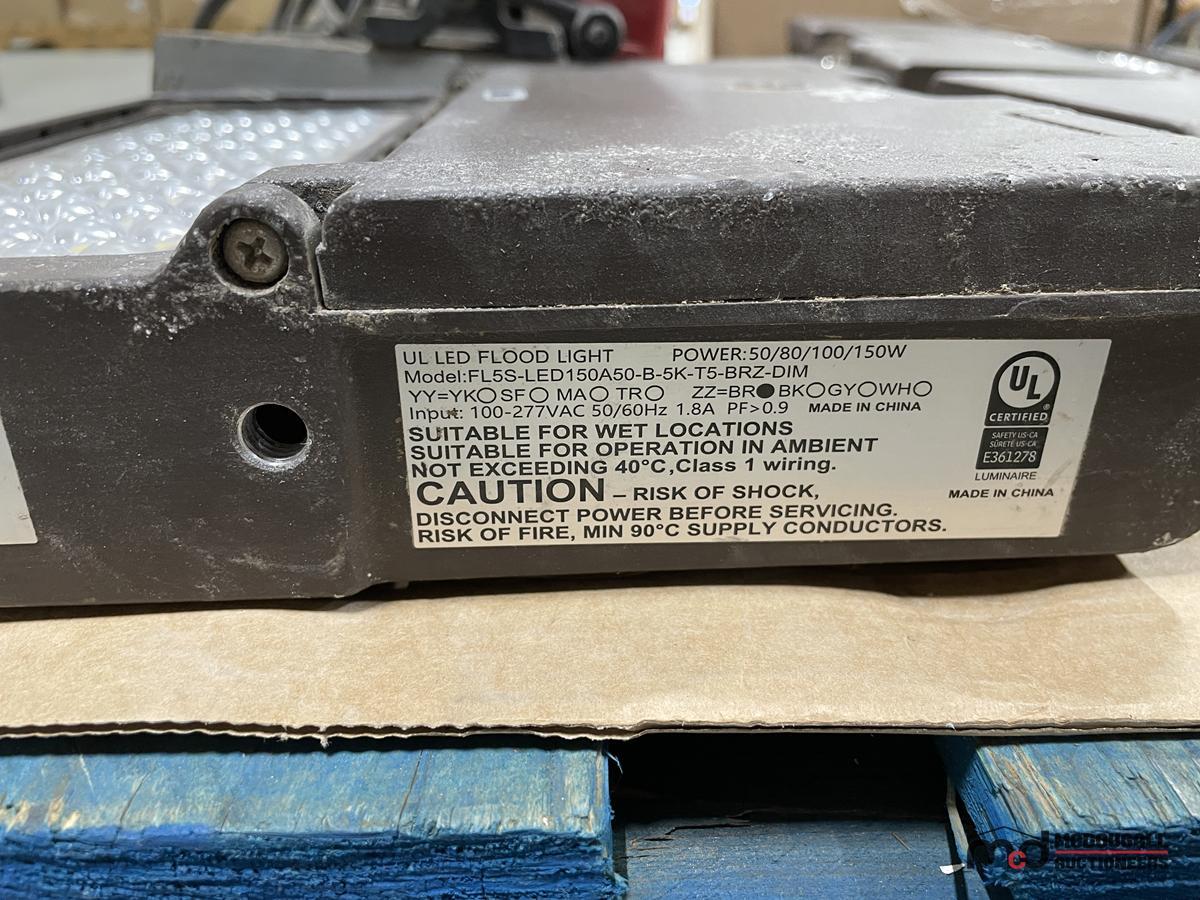 UL LED FLOOD LIGHT POWER:50/80/100/150W
Model:FL5S-LED150A50-B-5K-T5-BRZ-DIM
YY=YK○SF○ MA○ TR○ ZZ=BR●BK○GY○WH○
Input: 100-277VAC 50/60Hz 1.8A PF>0.9 MADE IN CHINA
SUITABLE FOR WET LOCATIONS
SUITABLE FOR OPERATION IN AMBIENT
NOT EXCEEDING 40°C,Class 1 wiring.
CAUTION – RISK OF SHOCK,
DISCONNECT POWER BEFORE SERVICING.
RISK OF FIRE, MIN 90°C SUPPLY CONDUCTORS.
UL
®
CERTIFIED
SAFETY US-CA
SÛRETÉ US-CA
E361278
LUMINAIRE
MADE IN CHINA
mcd MCDOUGALL
AUCTIONEERS